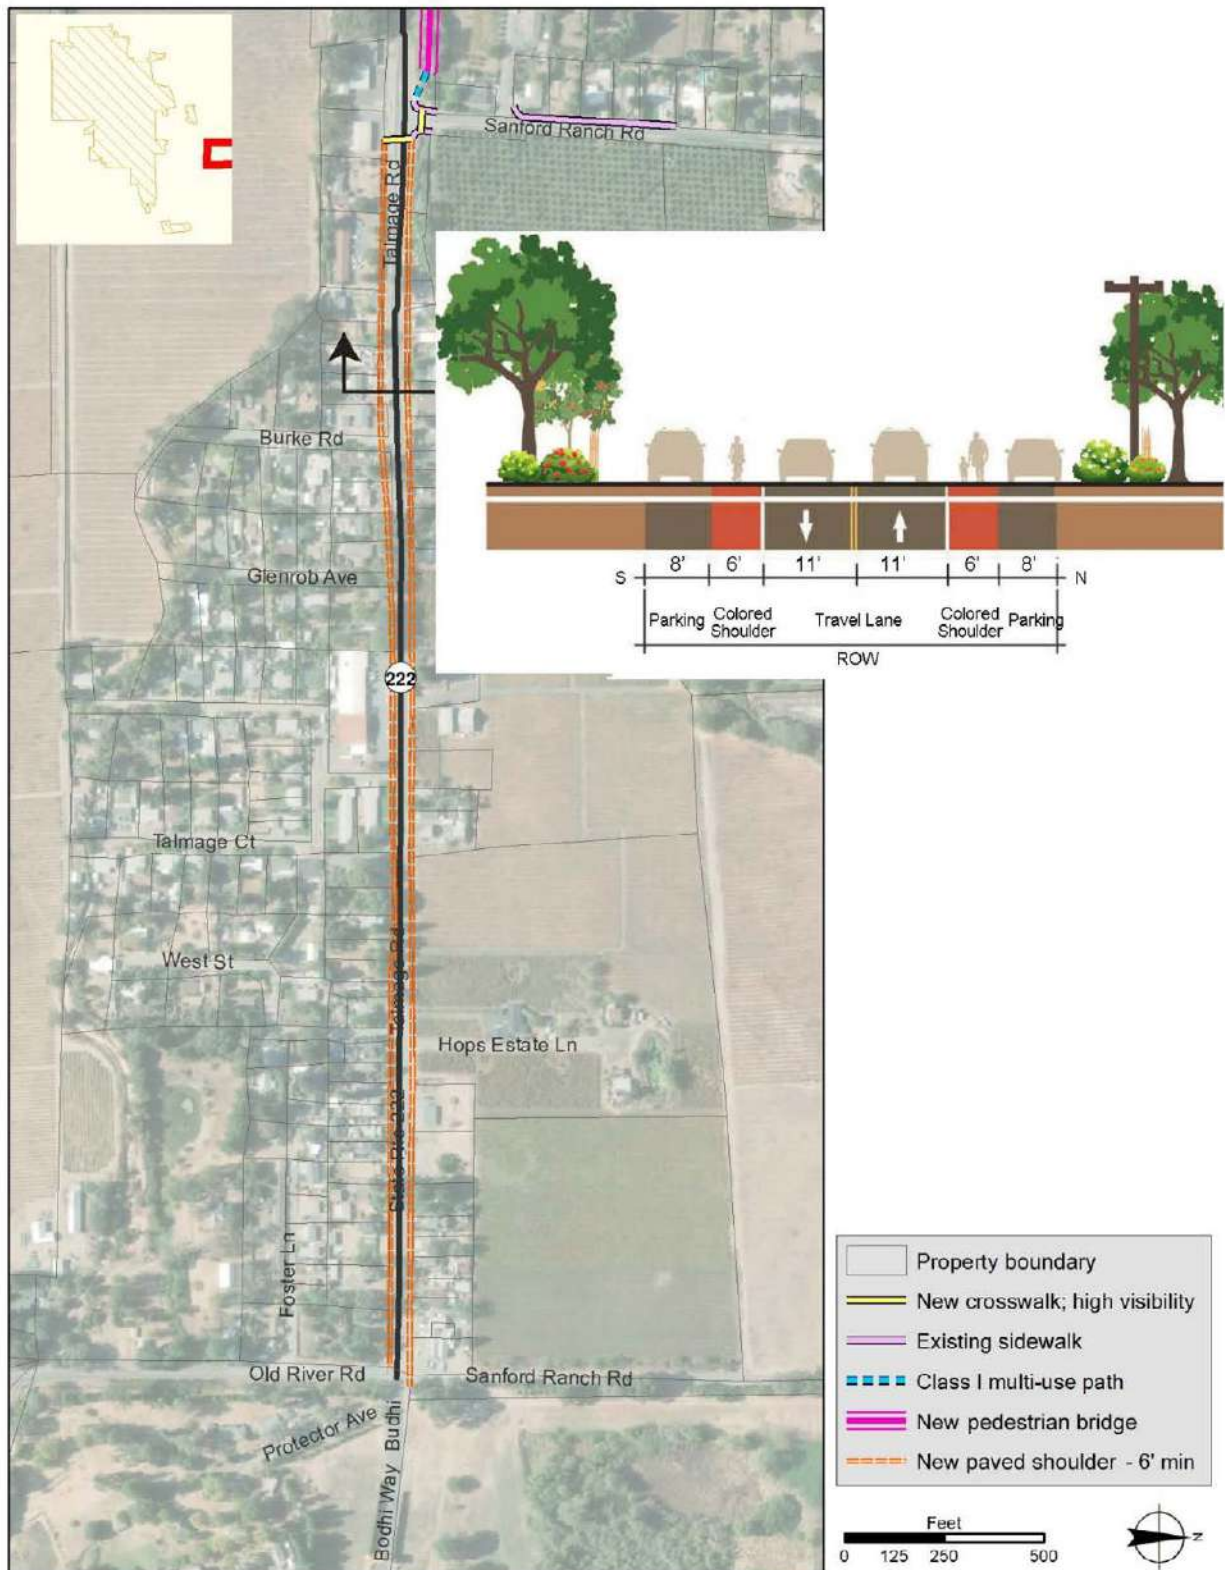 Sanford Ranch Rd
Talmage Rd
Burke Rd
Glenrob Ave
8' 6' 11' 11' 6' 8'
S N
Parking Colored Shoulder Travel Lane Colored Shoulder Parking
ROW
222
Talmage Ct
Talmage Rd
West St
Hops Estate Ln
State Rte 222
Foster Ln
Old River Rd
Sanford Ranch Rd
Protector Ave
Bodhi Way Budhi
Property boundary
New crosswalk; high visibility
Existing sidewalk
Class I multi-use path
New pedestrian bridge
New paved shoulder - 6' min
Feet
0 125 250 500
N